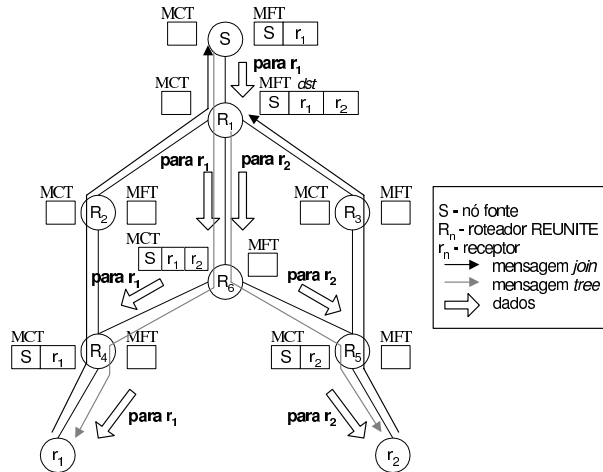 MCT MFT
S S r1
para r1
MCT MFT dst
S r1 r2
R1
para r1 para r2
MFT MCT
R2 R3
MCT MFT
MCT MFT
S r1 r2
R6
para r1 para r2
MCT MFT
S r1 R4
MCT MFT
S r2 R5
para r1 para r2
r1 r2
S - nó fonte
Rn - roteador REUNITE
rn - receptor
mensagem join
mensagem tree
dados